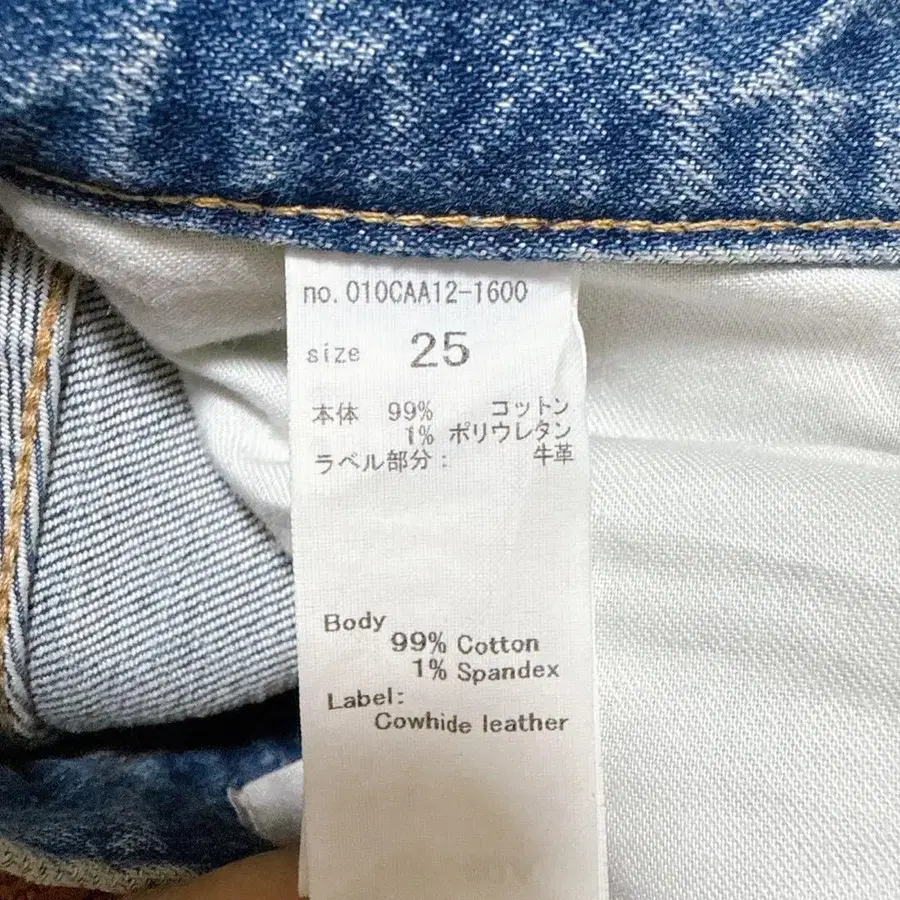 no.010CAA12-1600
size 25
本体 99% コットン
1% ポリウレタン
ラベル部分: 牛革
Body
99% Cotton
1% Spandex
Label:
Cowhide leather